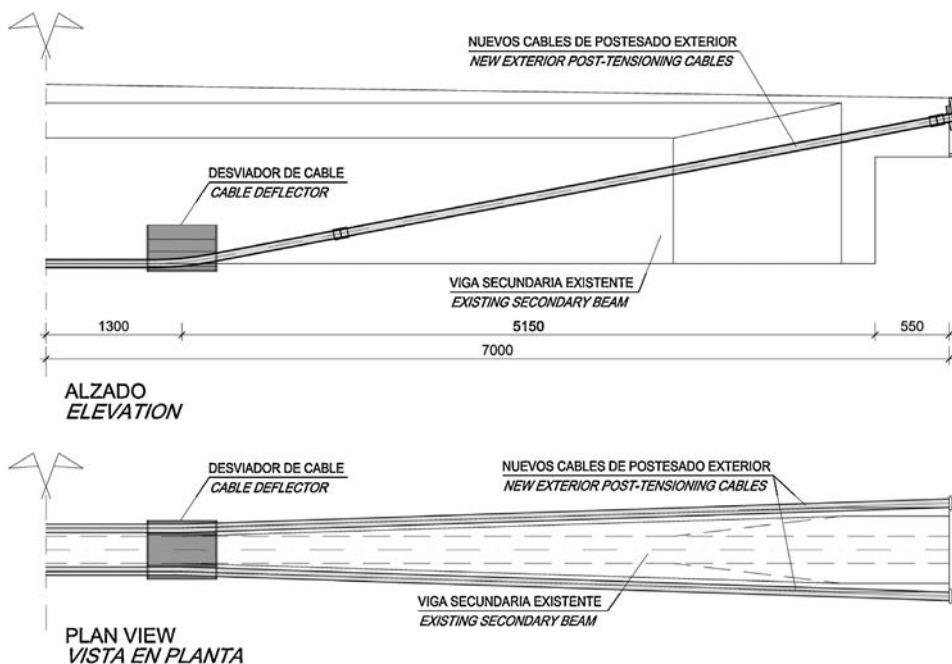 NUEVOS CABLES DE POSTESADO EXTERIOR
NEW EXTERIOR POST-TENSIONING CABLES
DESVIADOR DE CABLE
CABLE DEFLECTOR
VIGA SECUNDARIA EXISTENTE
EXISTING SECONDARY BEAM
1300
5150
550
7000
ALZADO
ELEVATION
DESVIADOR DE CABLE
CABLE DEFLECTOR
NUEVOS CABLES DE POSTESADO EXTERIOR
NEW EXTERIOR POST-TENSIONING CABLES
VIGA SECUNDARIA EXISTENTE
EXISTING SECONDARY BEAM
PLAN VIEW
VISTA EN PLANTA